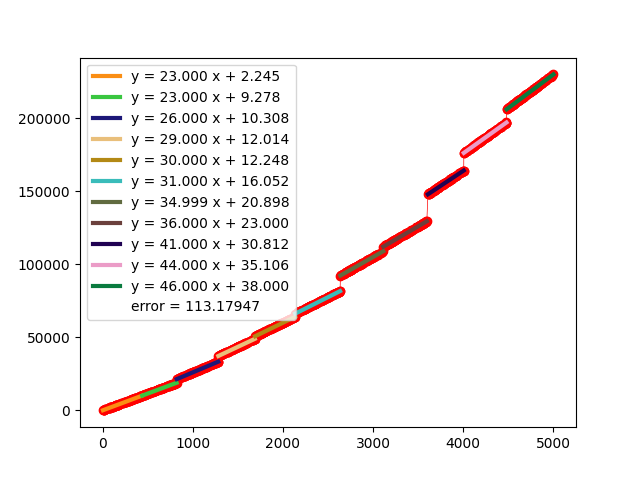 y = 23.000 x + 2.245
y = 23.000 x + 9.278
y = 26.000 x + 10.308
y = 29.000 x + 12.014
y = 30.000 x + 12.248
y = 31.000 x + 16.052
y = 34.999 x + 20.898
y = 36.000 x + 23.000
y = 41.000 x + 30.812
y = 44.000 x + 35.106
y = 46.000 x + 38.000
error = 113.17947
200000
150000
100000
50000
0
0 1000 2000 3000 4000 5000